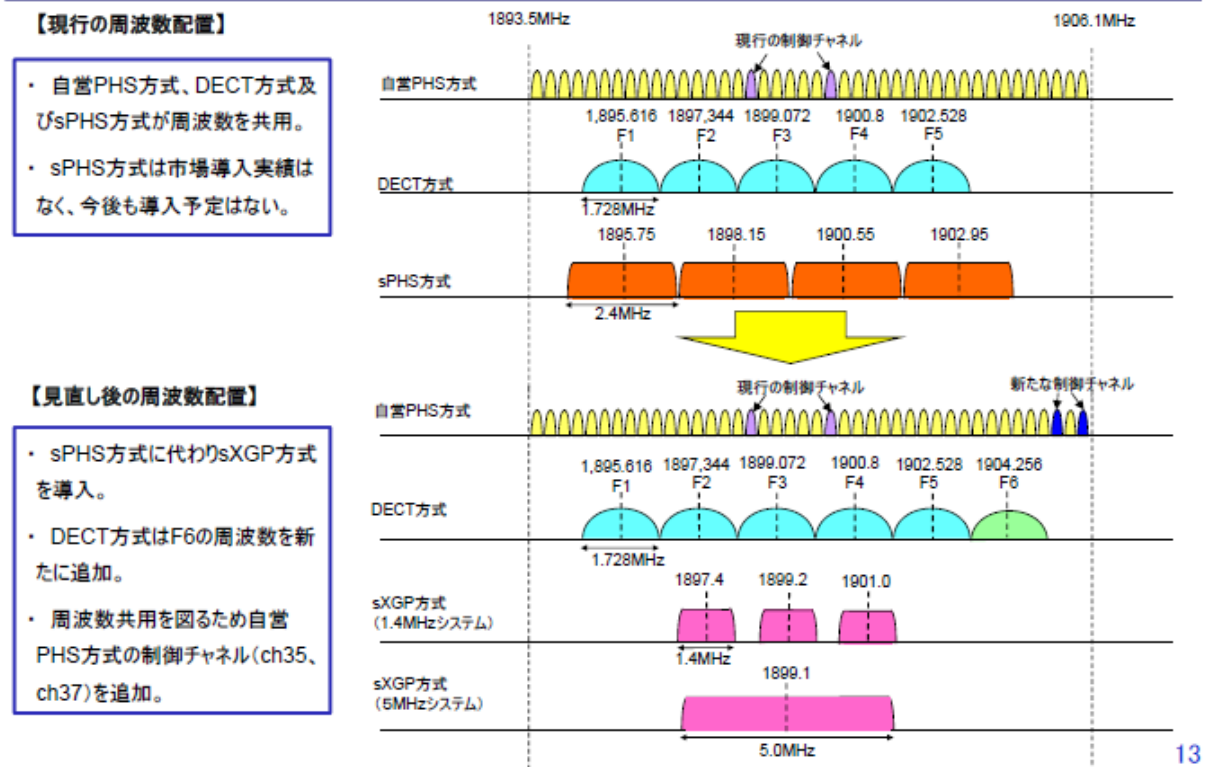 【現行の周波数配置】
・ 自営PHS方式、DECT方式及
びsPHS方式が周波数を共用。
・ sPHS方式は市場導入実績は
なく、今後も導入予定はない。
1893.5MHz
1906.1MHz
現行の制御チャネル
自営PHS方式
1,895.616 1897,344 1899.072 1900.8 1902.528
F1 F2 F3 F4 F5
DECT方式
1.728MHz
1895.75 1898.15 1900.55 1902.95
sPHS方式
2.4MHz
【見直し後の周波数配置】
・ sPHS方式に代わりsXGP方式
を導入。
・ DECT方式はF6の周波数を新
たに追加。
・ 周波数共用を図るため自営
PHS方式の制御チャネル(ch35、
ch37)を追加。
現行の制御チャネル
新たな制御チャネル
自営PHS方式
1,895.616 1897,344 1899.072 1900.8 1902.528 1904.256
F1 F2 F3 F4 F5 F6
DECT方式
1.728MHz
1897.4 1899.2 1901.0
sXGP方式
(1.4MHzシステム)
1.4MHz
1899.1
sXGP方式
(5MHzシステム)
5.0MHz
13